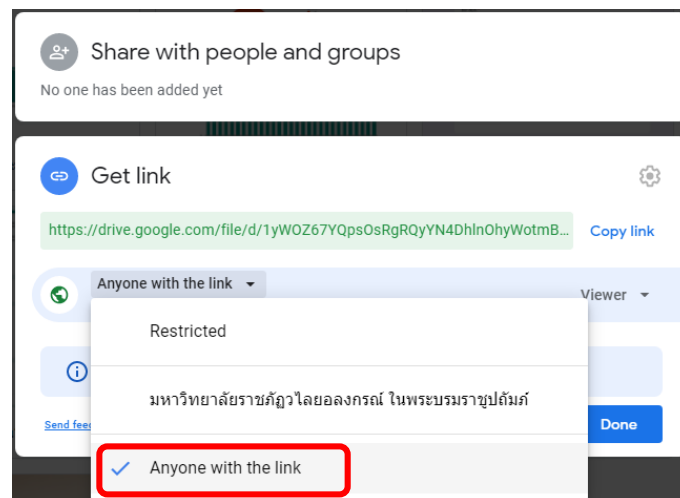 Share with people and groups
No one has been added yet
Get link
https://drive.google.com/file/d/1yWOZ67YQpsOsRgRQyYN4DhlnOhyWotmB...
Copy link
Anyone with the link
Viewer
Restricted
มหาวิทยาลัยราชภัฏวไลยอลงกรณ์ ในพระบรมราชูปถัมภ์
Send
Done
Anyone with the link